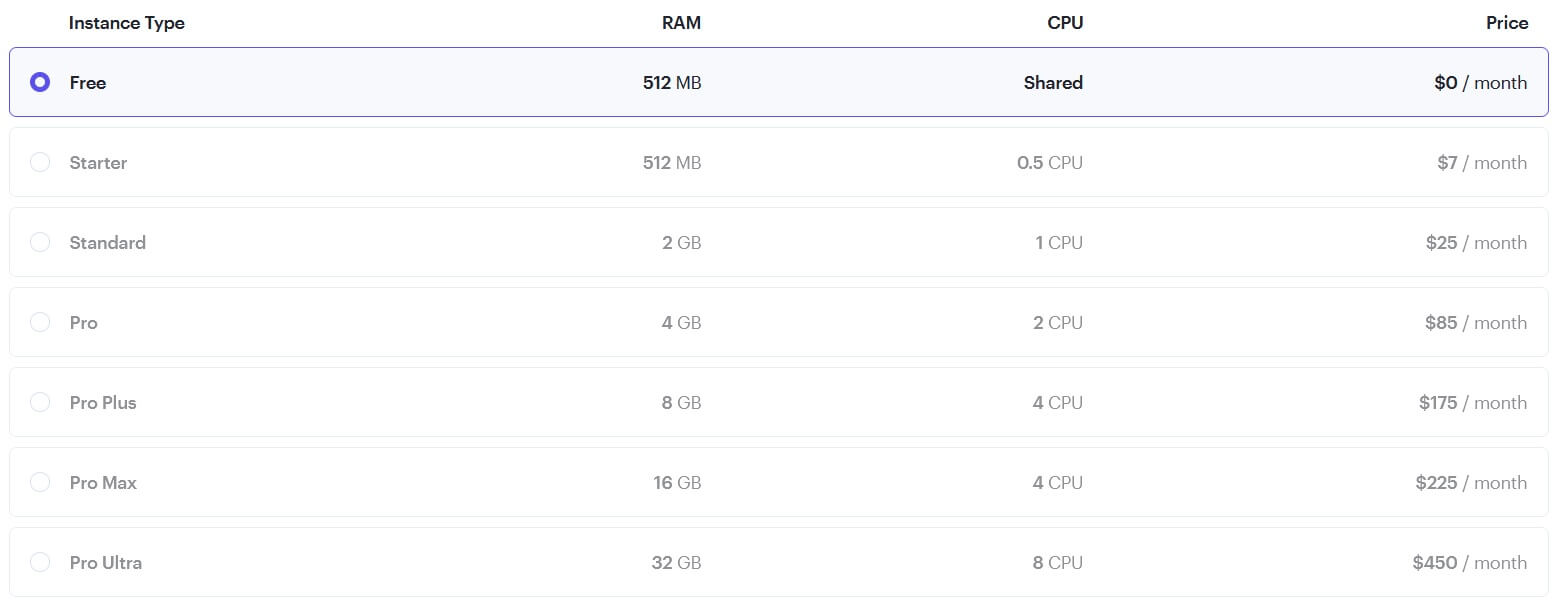 Instance Type RAM CPU Price
Free 512 MB Shared $0 / month
Starter 512 MB 0.5 CPU $7 / month
Standard 2 GB 1 CPU $25 / month
Pro 4 GB 2 CPU $85 / month
Pro Plus 8 GB 4 CPU $175 / month
Pro Max 16 GB 4 CPU $225 / month
Pro Ultra 32 GB 8 CPU $450 / month